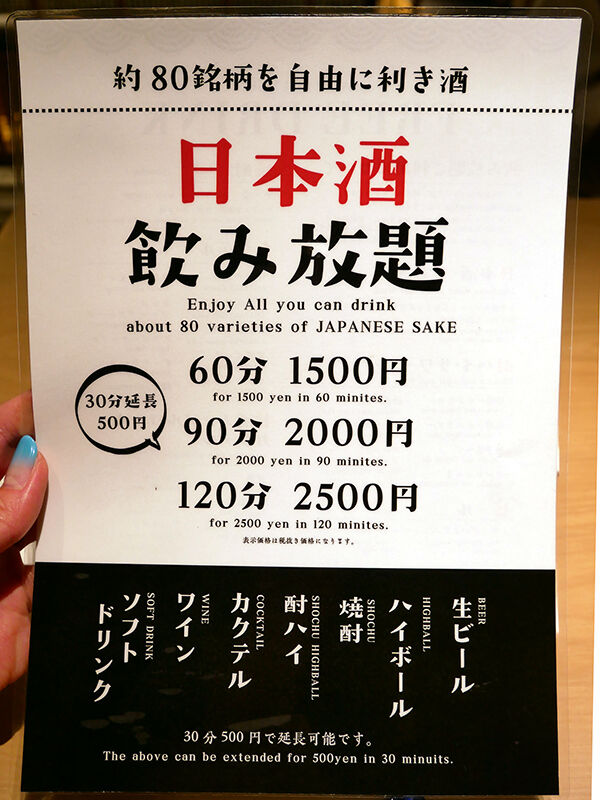 約80銘柄を自由に利き酒
日本酒
飲み放題
Enjoy All you can drink
about 80 varieties of JAPANESE SAKE
60分 1500円
for 1500 yen in 60 minites.
30分延長
500円
90分 2000円
for 2000 yen in 90 minites.
120分 2500円
for 2500 yen in 120 minites.
表示価格は税抜き価格になります。
生ビール
BEER
ハイボール
HIGHBALL
焼酎
SHOCHU
酎ハイ
SHOCHU HIGHBALL
カクテル
COCKTAIL
ワイン
WINE
ソフト
ドリンク
SOFT DRINK
30分500円で延長可能です。
The above can be extended for 500yen in 30 minuits.